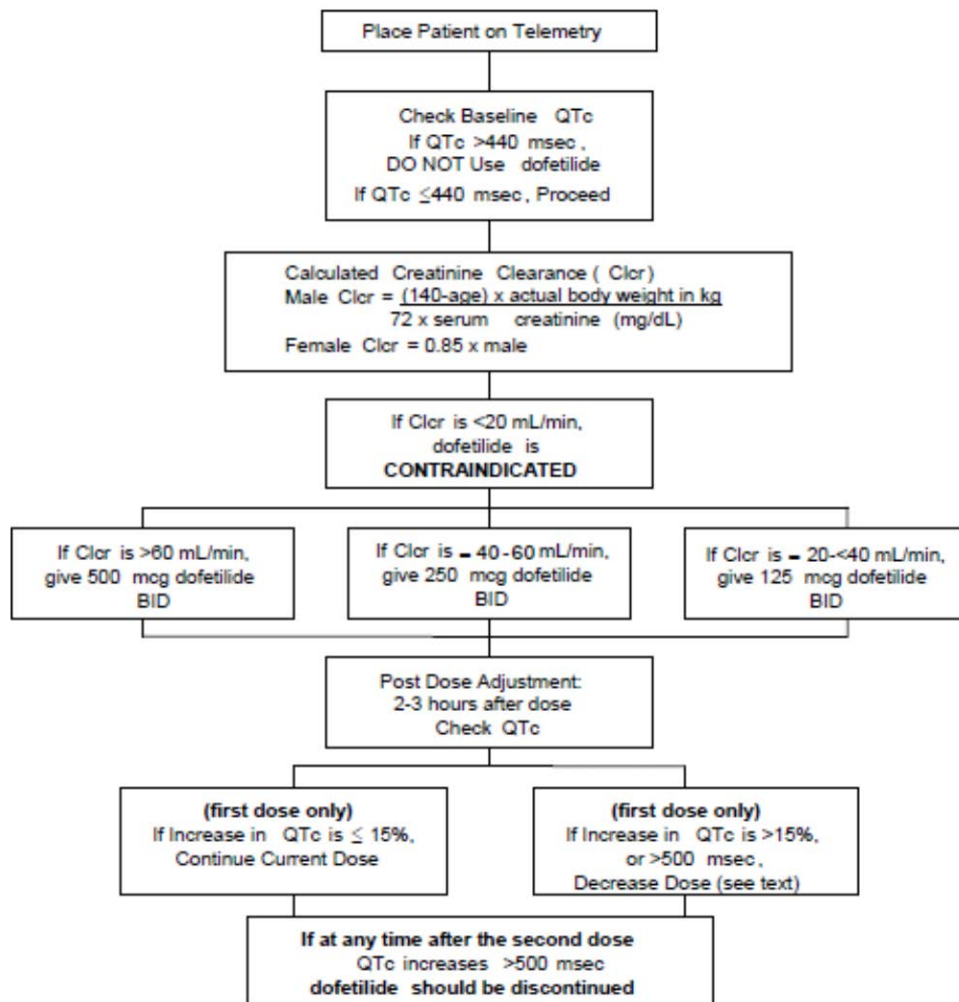 Place Patient on Telemetry
Check Baseline QTc
If QTc >440 msec,
DO NOT Use dofetilide
If QTc ≤440 msec, Proceed
Calculated Creatinine Clearance ( Clcr)
Male Clcr = (140-age) x actual body weight in kg
72 x serum creatinine (mg/dL)
Female Clcr = 0.85 x male
If Clcr is <20 mL/min,
dofetilide is
CONTRAINDICATED
If Clcr is >60 mL/min,
give 500 mcg dofetilide
BID
If Clcr is = 40-60 mL/min,
give 250 mcg dofetilide
BID
If Clcr is = 20-<40 mL/min,
give 125 mcg dofetilide
BID
Post Dose Adjustment:
2-3 hours after dose
Check QTc
(first dose only)
If Increase in QTc is ≤ 15%,
Continue Current Dose
(first dose only)
If Increase in QTc is >15%,
or >500 msec,
Decrease Dose (see text)
If at any time after the second dose
QTc increases >500 msec
dofetilide should be discontinued